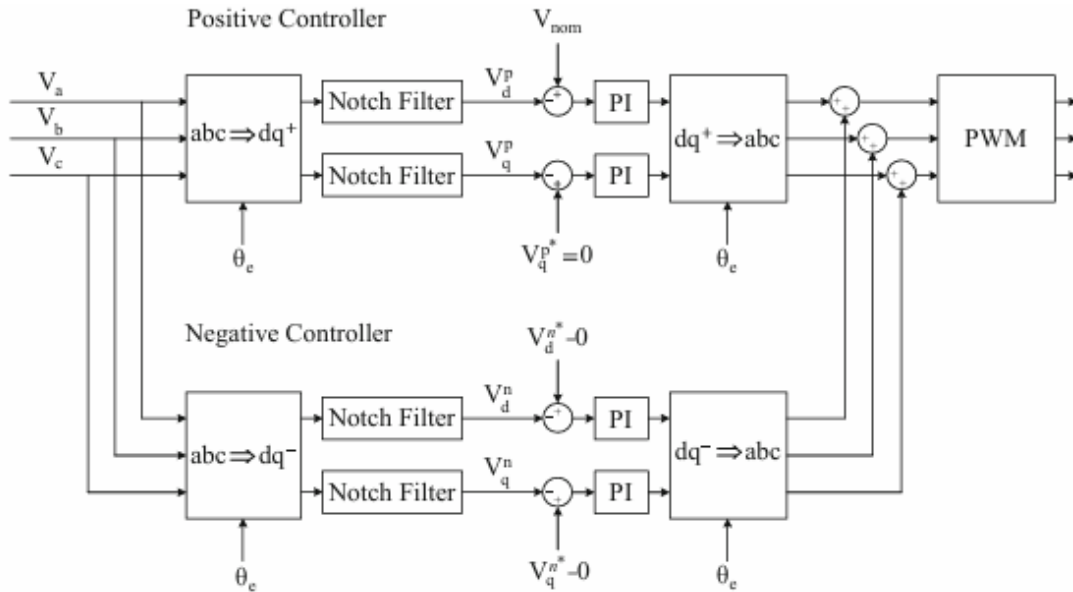 Positive Controller
V_nom
V_a
V_b
V_c
abc⇒dq⁺
Notch Filter
V_d^p
- +
PI
dq⁺⇒abc
+ +
PWM
Notch Filter
V_q^p
- +
PI
+ +
+ +
θ_e
V_q^p*=0
θ_e
Negative Controller
V_d^n*-0
abc⇒dq⁻
Notch Filter
V_d^n
- +
PI
dq⁻⇒abc
Notch Filter
V_q^n
- +
PI
θ_e
V_q^n*-0
θ_e